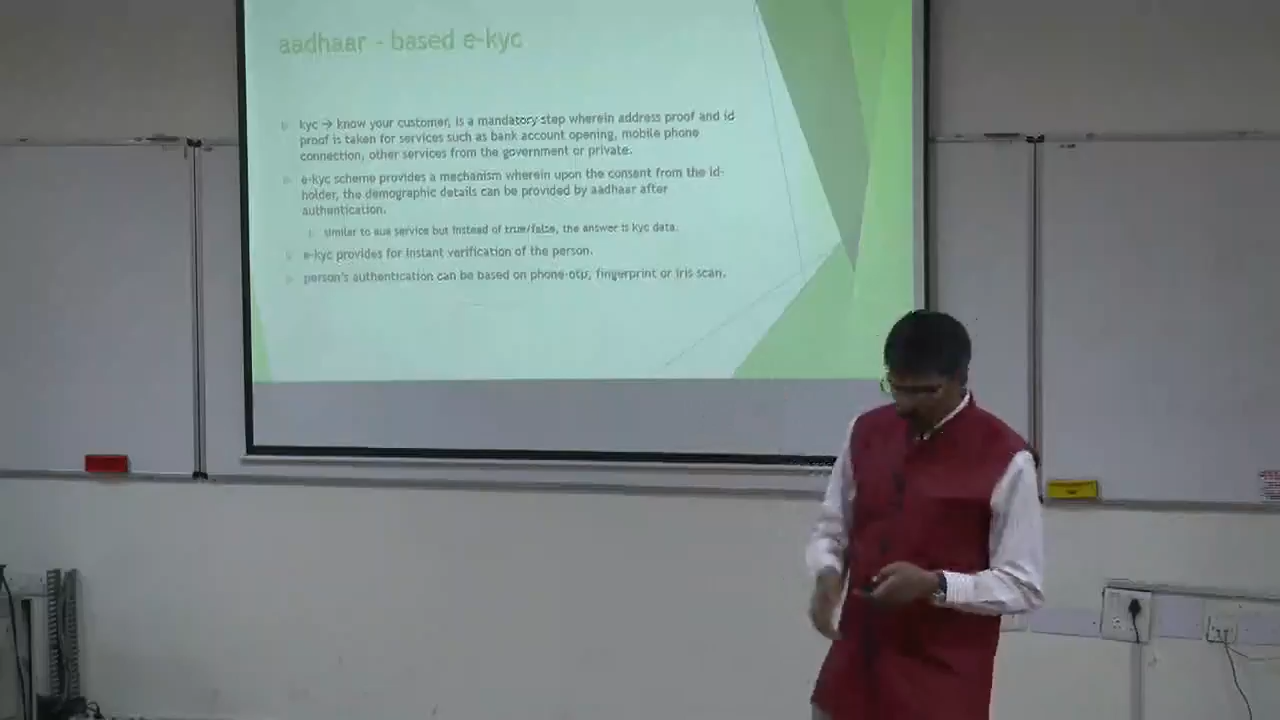 aadhaar - based e-kyc
kyc → know your customer, is a mandatory step wherein address proof and id
proof is taken for services such as bank account opening, mobile phone
connection, other services from the government or private.
e-kyc scheme provides a mechanism wherein upon the consent from the id-
holder, the demographic details can be provided by aadhaar after
authentication.
similar to aua service but instead of true/false, the answer is kyc data.
e-kyc provides for instant verification of the person.
person's authentication can be based on phone-otp, fingerprint or iris scan.